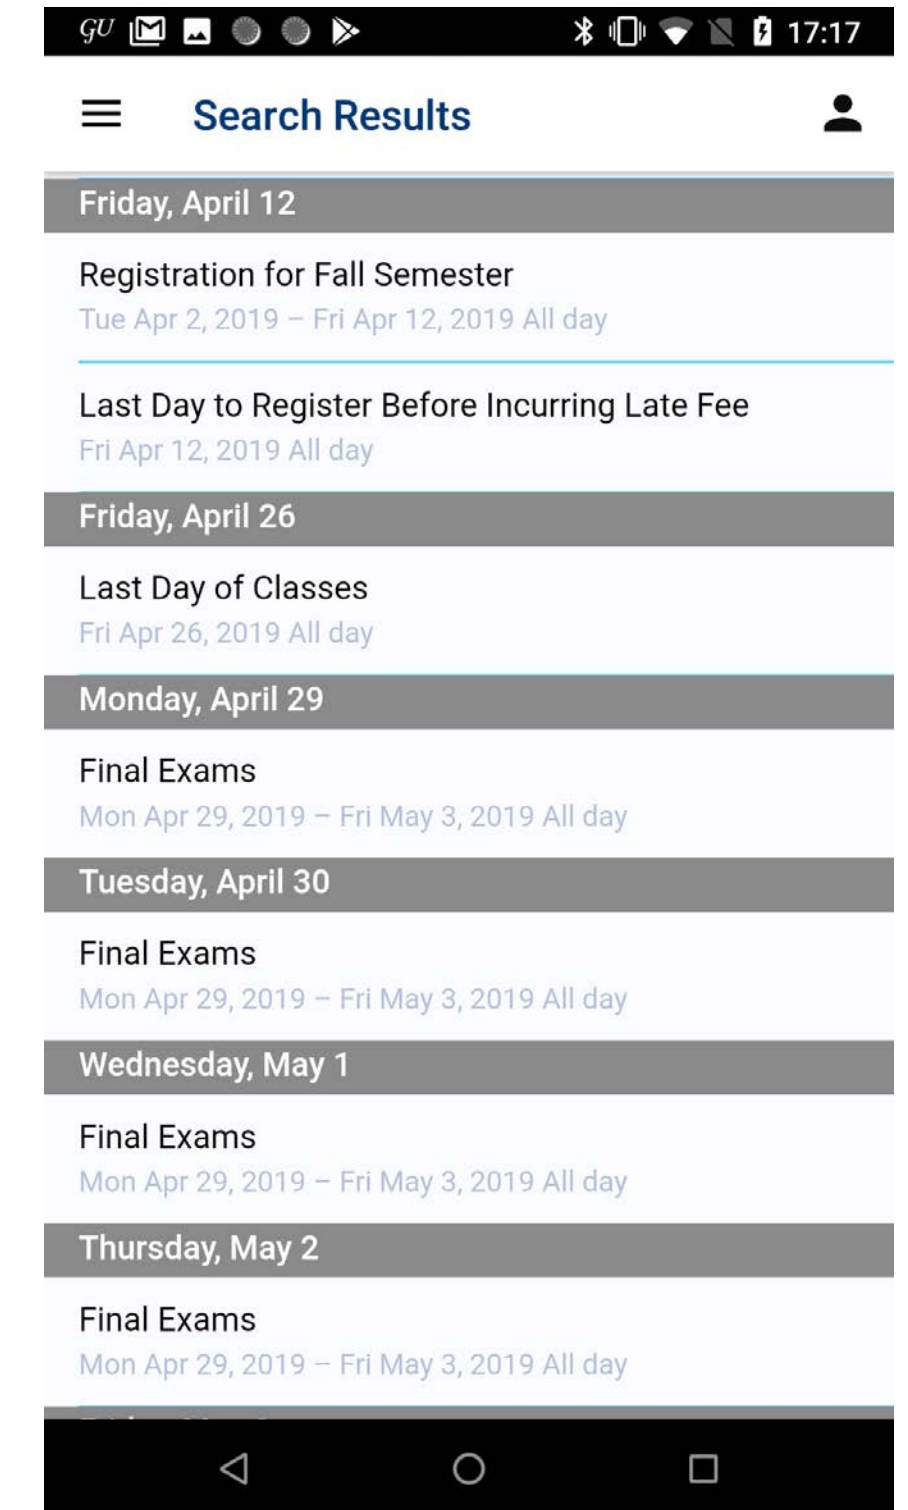 GU 17:17
Search Results
Friday, April 12
Registration for Fall Semester
Tue Apr 2, 2019 – Fri Apr 12, 2019 All day
Last Day to Register Before Incurring Late Fee
Fri Apr 12, 2019 All day
Friday, April 26
Last Day of Classes
Fri Apr 26, 2019 All day
Monday, April 29
Final Exams
Mon Apr 29, 2019 – Fri May 3, 2019 All day
Tuesday, April 30
Final Exams
Mon Apr 29, 2019 – Fri May 3, 2019 All day
Wednesday, May 1
Final Exams
Mon Apr 29, 2019 – Fri May 3, 2019 All day
Thursday, May 2
Final Exams
Mon Apr 29, 2019 – Fri May 3, 2019 All day